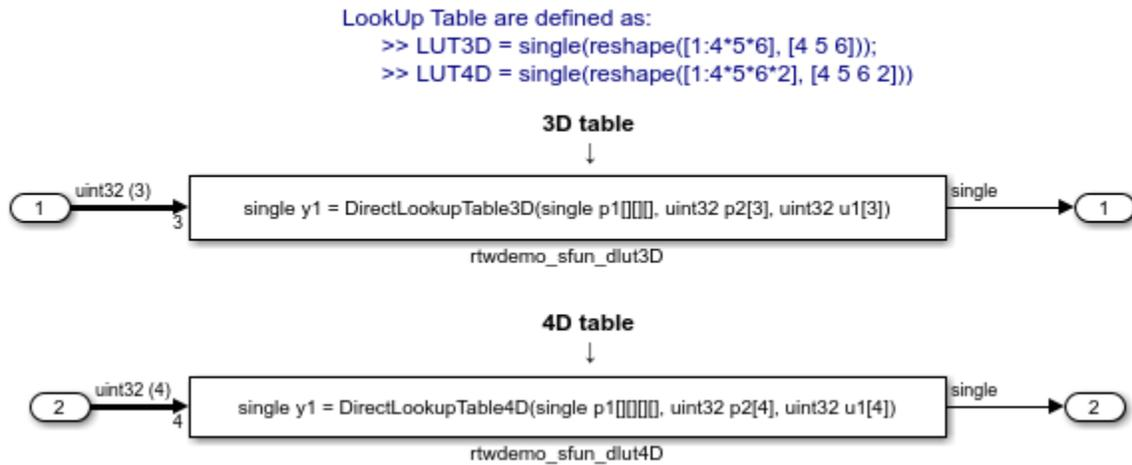 LookUp Table are defined as:
>> LUT3D = single(reshape([1:4*5*6], [4 5 6]));
>> LUT4D = single(reshape([1:4*5*6*2], [4 5 6 2]))
3D table
↓
uint32 (3)
single
1
3
single y1 = DirectLookupTable3D(single p1[][][], uint32 p2[3], uint32 u1[3])
1
rtwdemo_sfun_dlut3D
4D table
↓
uint32 (4)
single
2
4
single y1 = DirectLookupTable4D(single p1[][][][], uint32 p2[4], uint32 u1[4])
2
rtwdemo_sfun_dlut4D